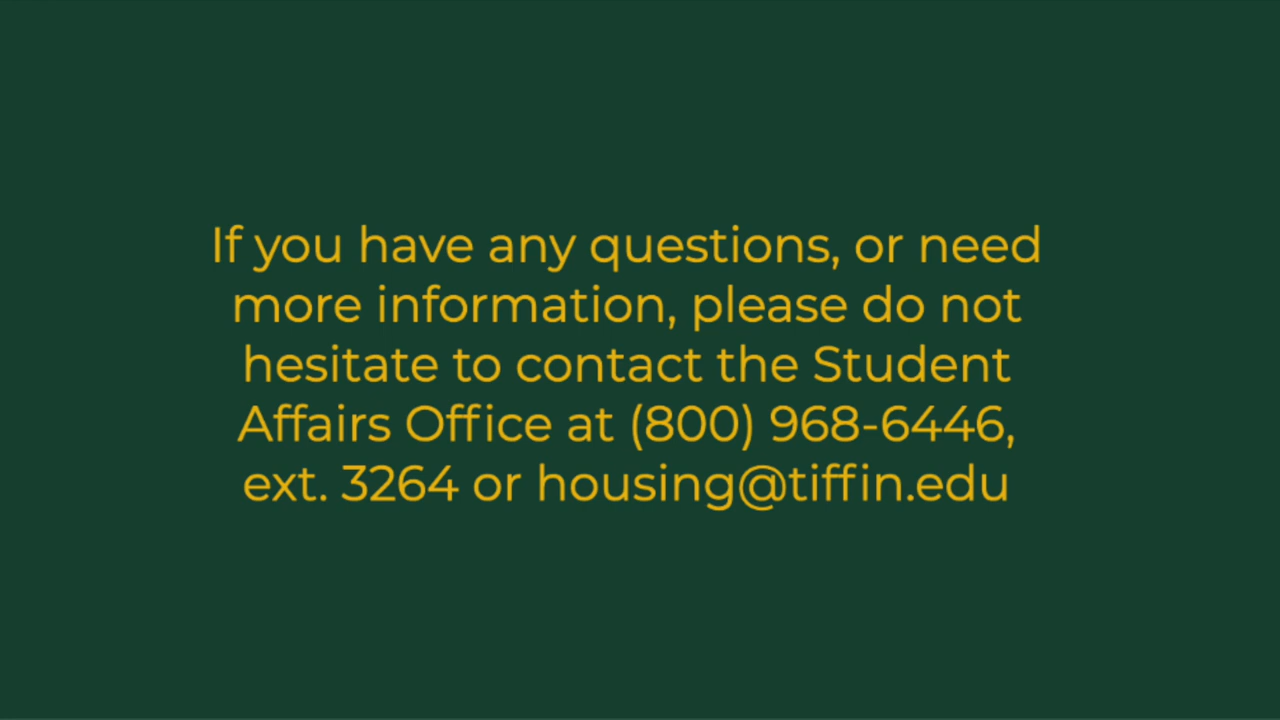 If you have any questions, or need
more information, please do not
hesitate to contact the Student
Affairs Office at (800) 968-6446,
ext. 3264 or housing@tiffin.edu